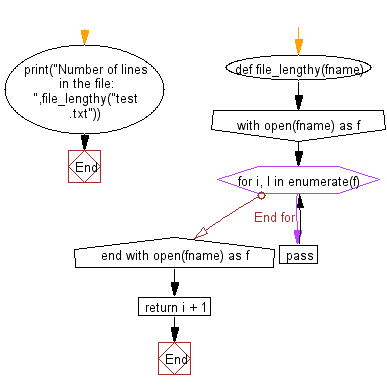 print("Number of lines
in the file:
",file_lengthy("test
.txt"))
End
def file_lengthy(fname)
with open(fname) as f
for i, l in enumerate(f)
End for
pass
end with open(fname) as f
return i + 1
End